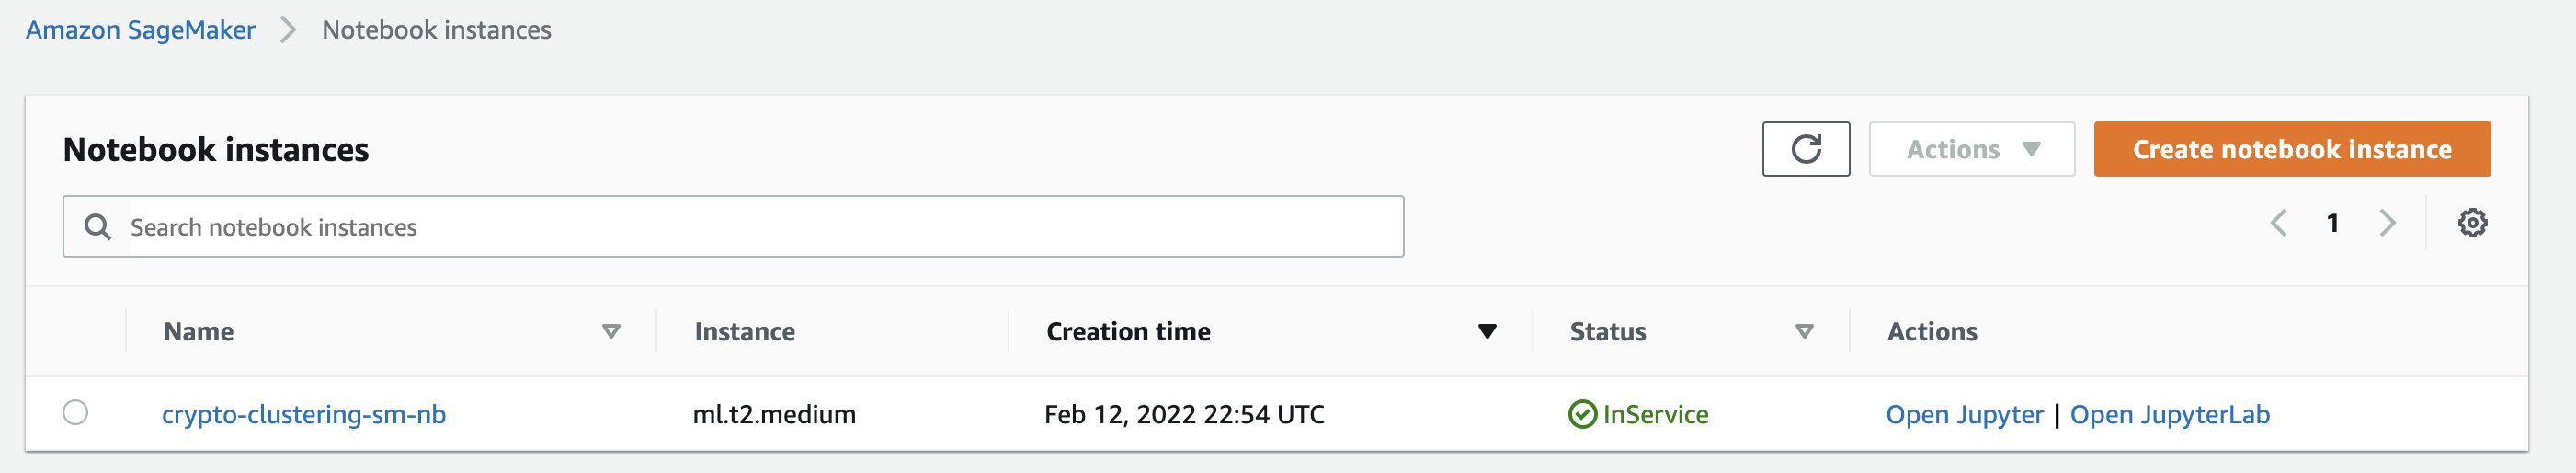 Amazon SageMaker > Notebook instances
Notebook instances
Actions
Create notebook instance
Search notebook instances
1
Name Instance Creation time Status Actions
crypto-clustering-sm-nb ml.t2.medium Feb 12, 2022 22:54 UTC InService Open Jupyter | Open JupyterLab